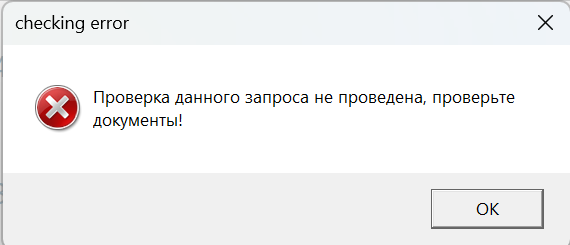 checking error
Проверка данного запроса не проведена, проверьте
документы!
OK